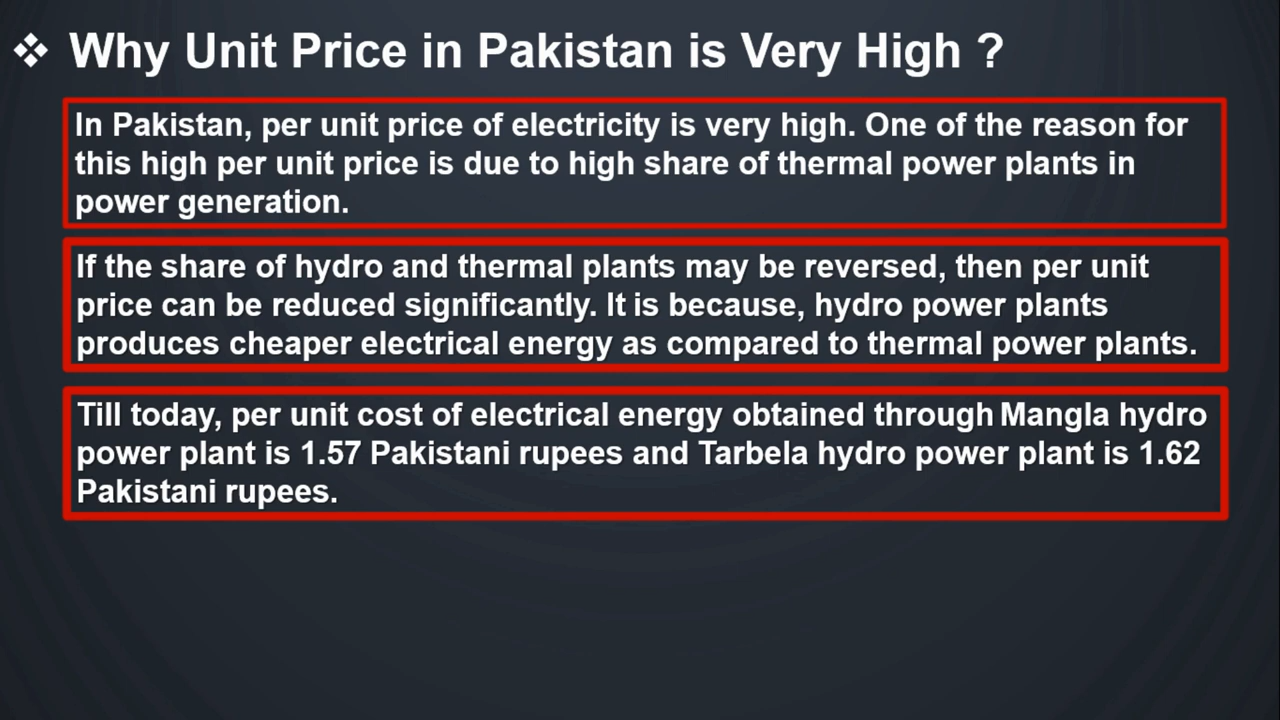 ❖ Why Unit Price in Pakistan is Very High ?
In Pakistan, per unit price of electricity is very high. One of the reason for
this high per unit price is due to high share of thermal power plants in
power generation.
If the share of hydro and thermal plants may be reversed, then per unit
price can be reduced significantly. It is because, hydro power plants
produces cheaper electrical energy as compared to thermal power plants.
Till today, per unit cost of electrical energy obtained through Mangla hydro
power plant is 1.57 Pakistani rupees and Tarbela hydro power plant is 1.62
Pakistani rupees.